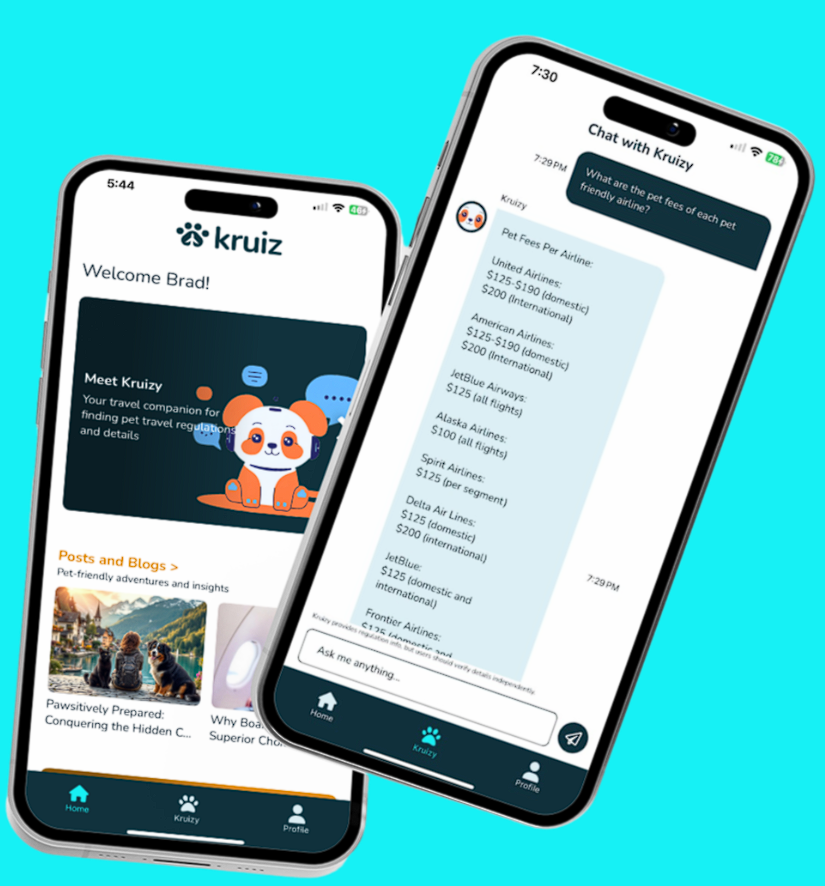 5:44
46
kruiz
Welcome Brad!
Meet Kruizy
Your travel companion for
finding pet travel regulations
and details
Posts and Blogs >
Pet-friendly adventures and insights
Pawsitively Prepared:
Conquering the Hidden C...
Why Boa
Superior Cho
Home
Kruizy
Profile
7:30
78
Chat with Kruizy
7:29 PM
What are the pet fees of each pet
friendly airline?
Kruizy
Pet Fees Per Airline:
United Airlines:
$125-$190 (domestic)
$200 (International)
American Airlines:
$125-$190 (domestic)
$200 (International)
JetBlue Airways:
$125 (all flights)
Alaska Airlines:
$100 (all flights)
Spirit Airlines:
$125 (per segment)
Delta Air Lines:
$125 (domestic)
$200 (international)
JetBlue:
$125 (domestic and
international)
Frontier Airlines:
$125 (domestic and
7:29 PM
Kruizy provides regulation info, but users should verify details independently.
Ask me anything...
Home
Kruizy
Profile